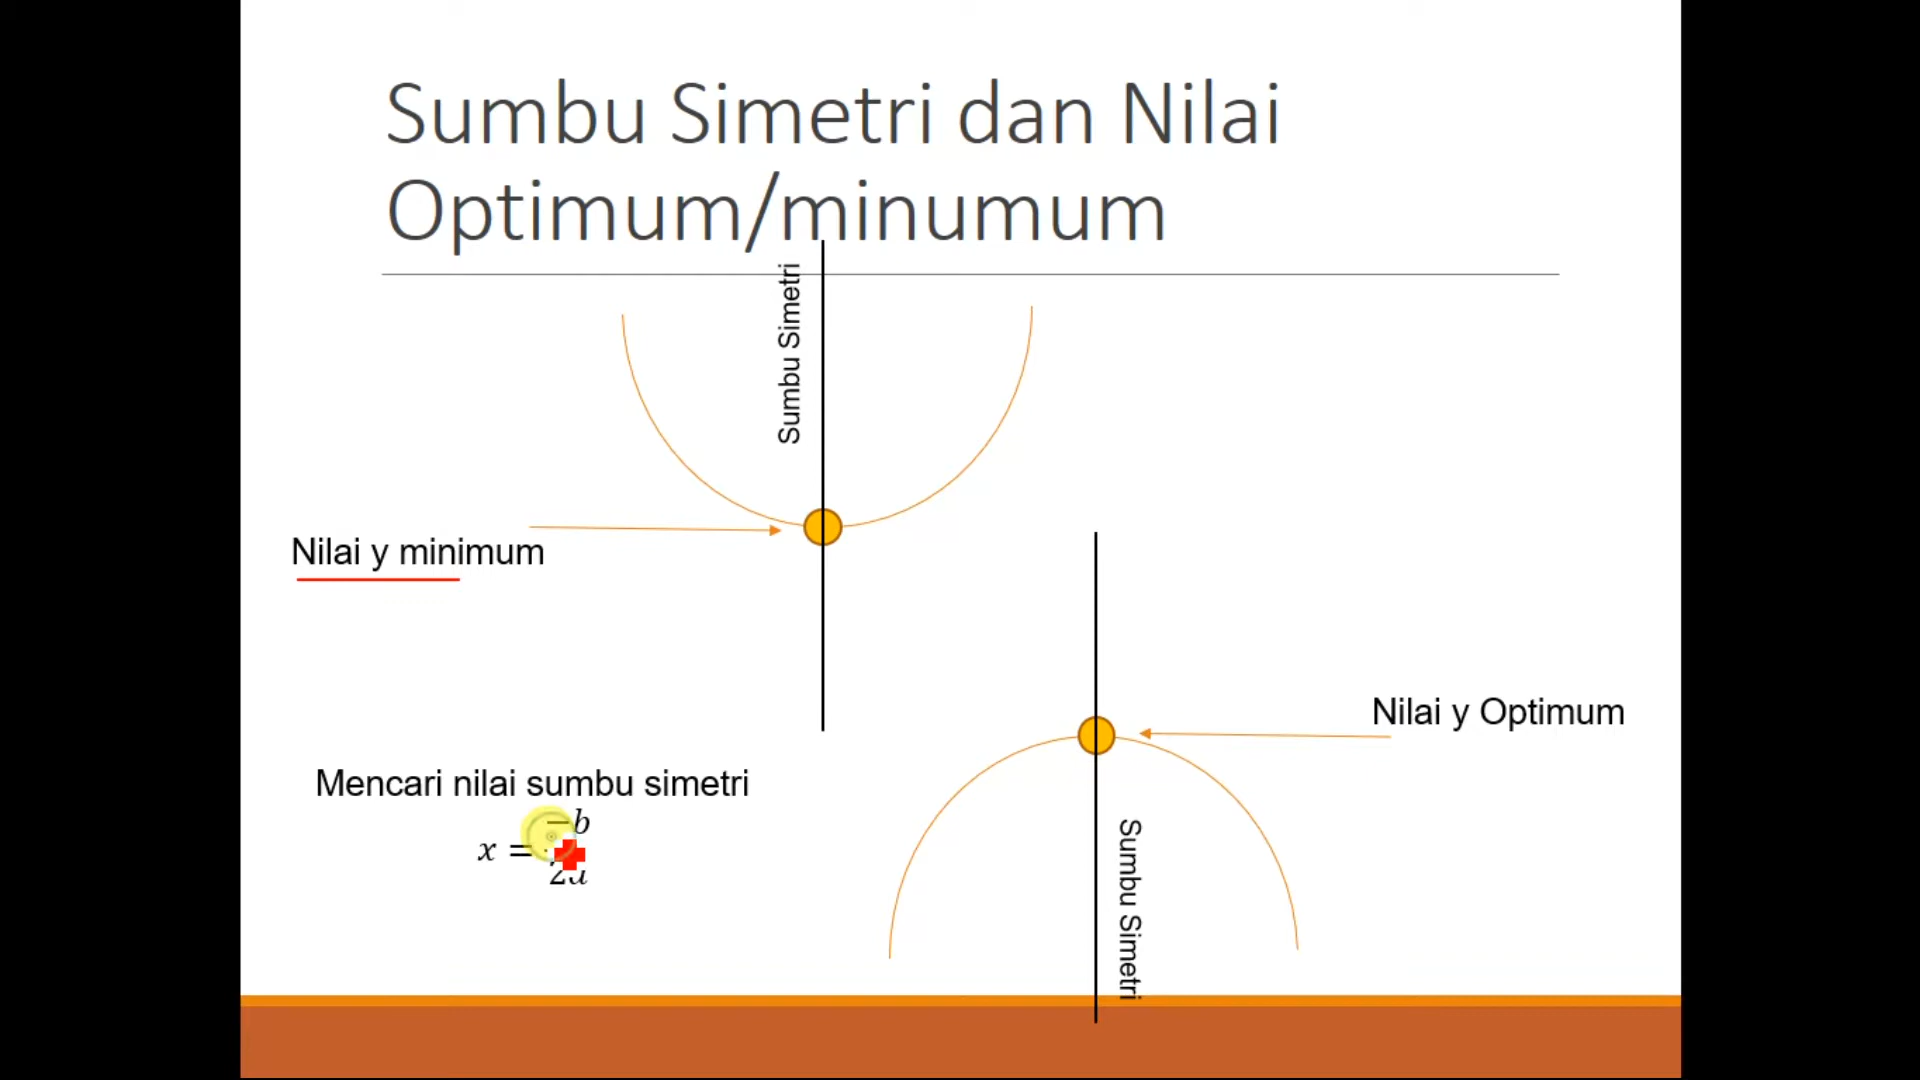 Sumbu Simetri dan Nilai
Optimum/minumum
Sumbu Simetri
Nilai y minimum
Nilai y Optimum
Mencari nilai sumbu simetri
x = −b
2a
Sumbu Simetri